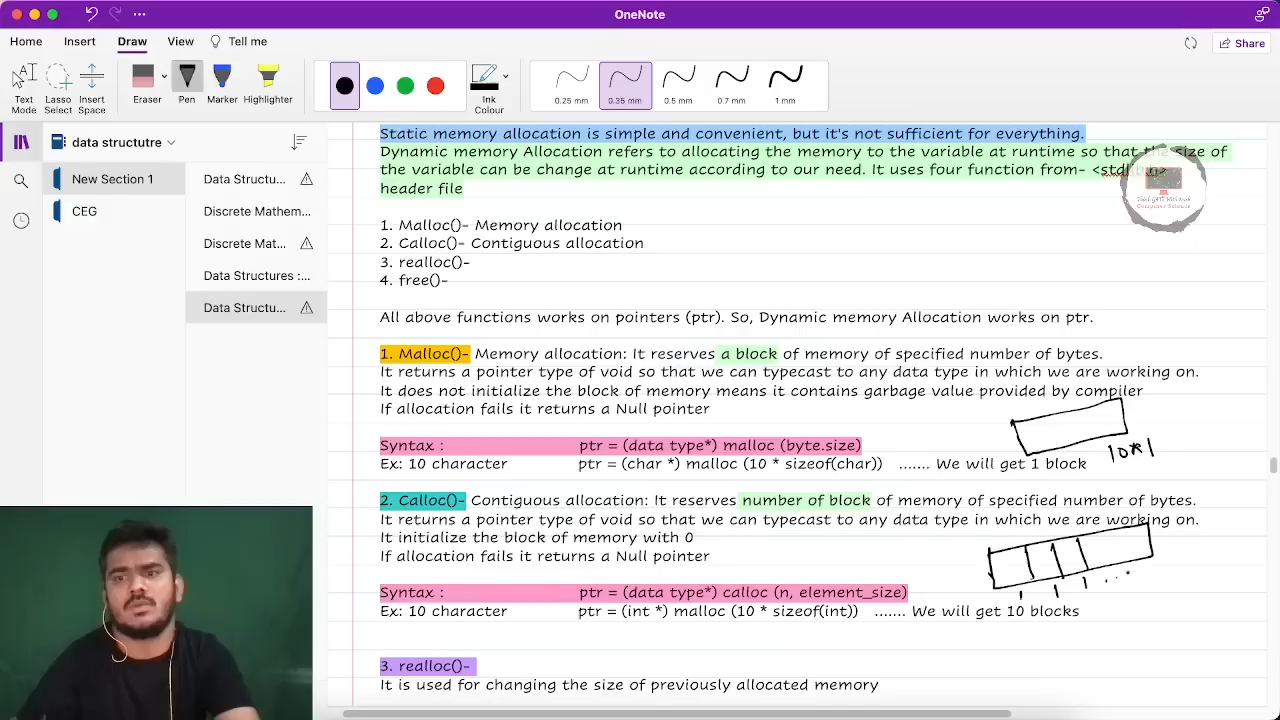 OneNote
Home Insert Draw View Tell me
Share
Text Mode
Lasso Select
Insert Space
Eraser
Pen
Marker
Highlighter
Ink Colour
0.25 mm
0.35 mm
0.5 mm
0.7 mm
1 mm
data structutre
New Section 1
CEG
Data Structu...
Discrete Mathem...
Discrete Mat...
Data Structures :...
Data Structu...
Static memory allocation is simple and convenient, but it's not sufficient for everything.
Dynamic memory Allocation refers to allocating the memory to the variable at runtime so that the size of
the variable can be change at runtime according to our need. It uses four function from-
header file
Computer Science
1. Malloc()- Memory allocation
2. Calloc()- Contiguous allocation
3. realloc()-
4. free()-
All above functions works on pointers (ptr). So, Dynamic memory Allocation works on ptr.
1. Malloc()- Memory allocation: It reserves a block of memory of specified number of bytes.
It returns a pointer type of void so that we can typecast to any data type in which we are working on.
It does not initialize the block of memory means it contains garbage value provided by compiler
If allocation fails it returns a Null pointer
Syntax : ptr = (data type*) malloc (byte.size)
10*1
Ex: 10 character ptr = (char *) malloc (10 * sizeof(char)) ....... We will get 1 block
2. Calloc()- Contiguous allocation: It reserves number of block of memory of specified number of bytes.
It returns a pointer type of void so that we can typecast to any data type in which we are working on.
It initialize the block of memory with 0
If allocation fails it returns a Null pointer
Syntax : ptr = (data type*) calloc (n, element_size)
1 1 1 ...
Ex: 10 character ptr = (int *) malloc (10 * sizeof(int)) ....... We will get 10 blocks
3. realloc()-
It is used for changing the size of previously allocated memory